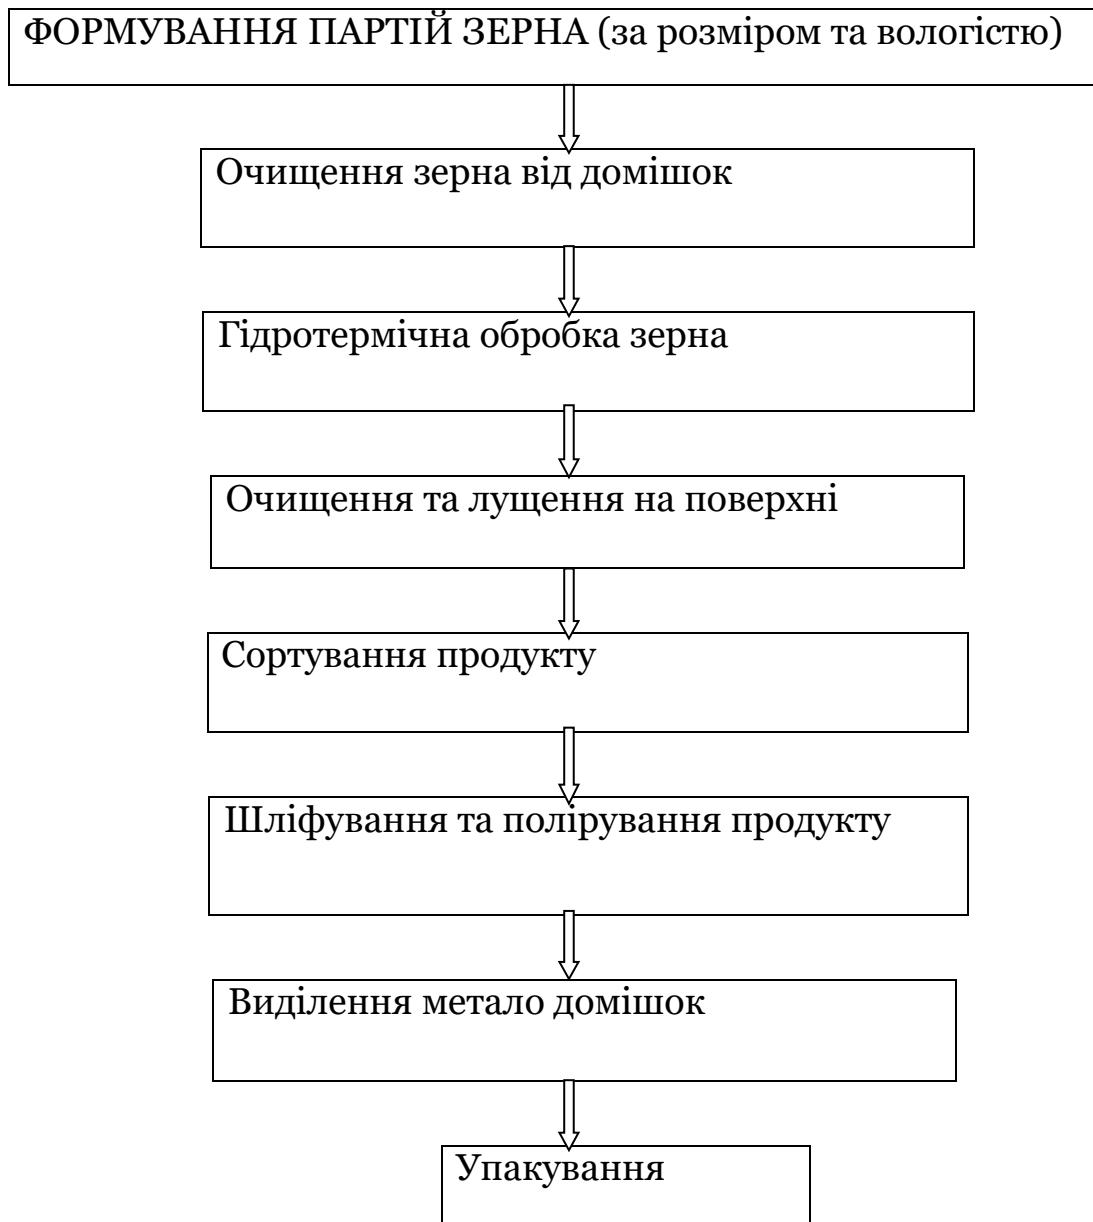 ФОРМУВАННЯ ПАРТІЙ ЗЕРНА (за розміром та вологістю)
Очищення зерна від домішок
Гідротермічна обробка зерна
Очищення та лущення на поверхні
Сортування продукту
Шліфування та полірування продукту
Виділення метало домішок
Упакування